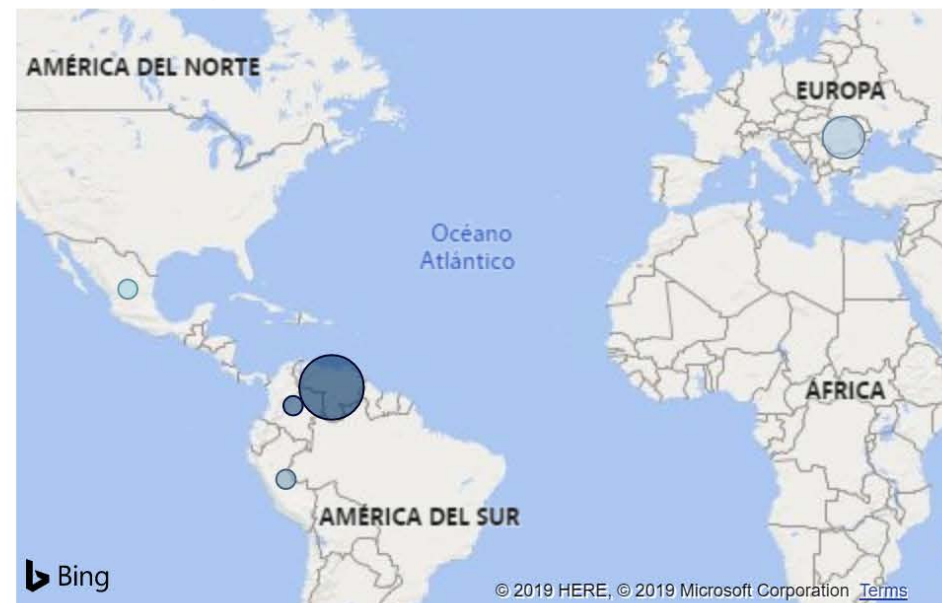 AMÉRICA DEL NORTE
EUROPA
Océano
Atlántico
ÁFRICA
AMÉRICA DEL SUR
Bing
© 2019 HERE, © 2019 Microsoft Corporation Terms